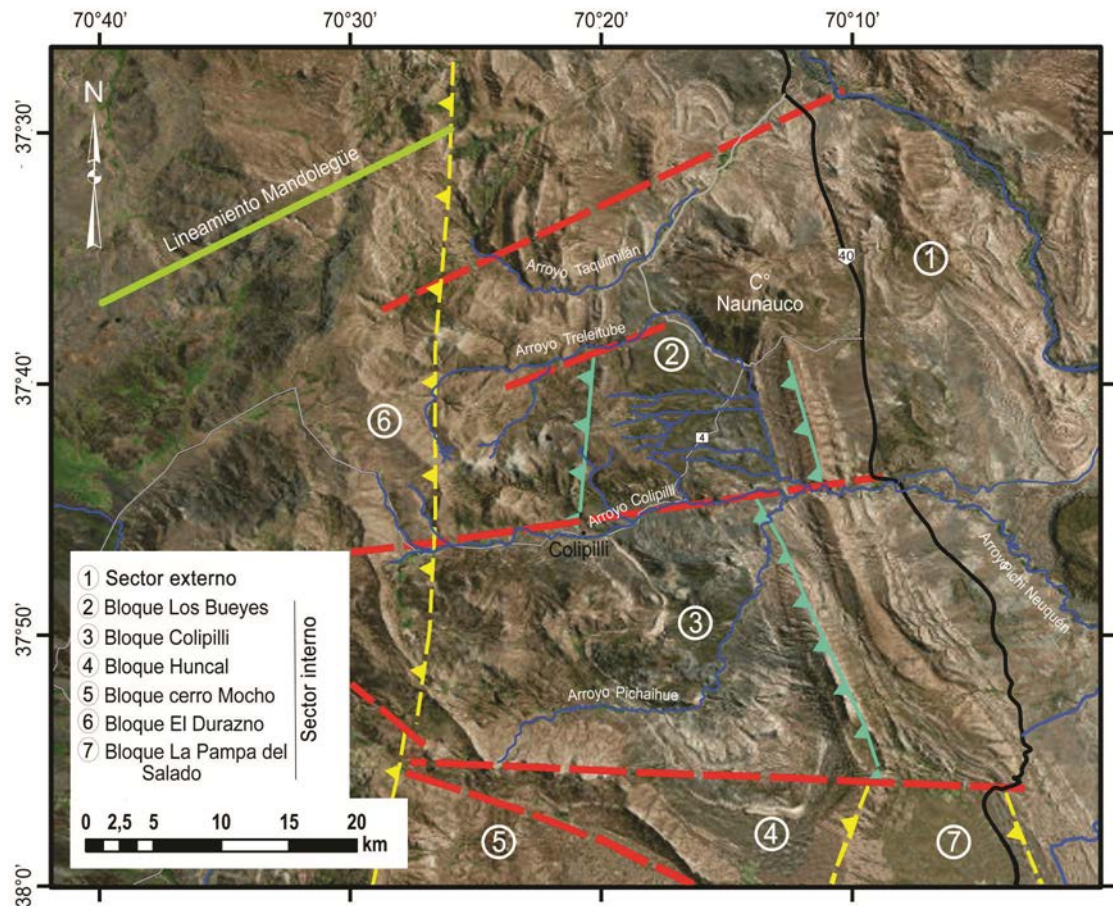 70°40' 70°30' 70°20' 70°10'
37°30'
37°40'
37°50'
38°0'
N
Lineamiento Mandolegüe
Arroyo Taquimilán
40
1
C°
Naunauco
Arroyo Treleitube
2
6
4
Arroyo Colipilli
Colipilli
3
Arroyo Pichi Neuquén
Arroyo Pichaihue
5
4
7
1 Sector externo
2 Bloque Los Bueyes
3 Bloque Colipilli
4 Bloque Huncal
5 Bloque cerro Mocho
6 Bloque El Durazno
7 Bloque La Pampa del
Salado
Sector interno
0 2,5 5 10 15 20
km